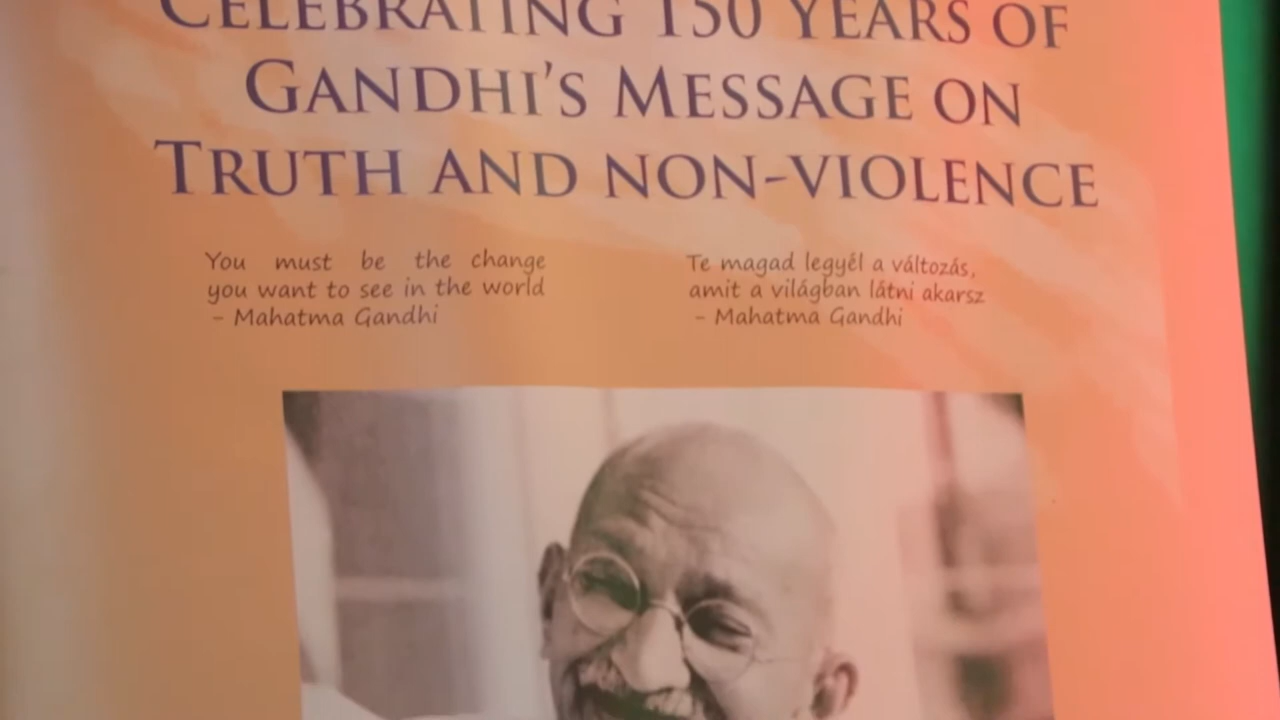 CELEBRATING 150 YEARS OF
GANDHI'S MESSAGE ON
TRUTH AND NON-VIOLENCE
You must be the change
you want to see in the world
- Mahatma Gandhi
Te magad legyél a változás,
amit a világban látni akarsz
- Mahatma Gandhi